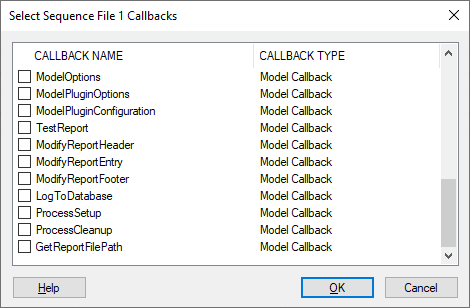 Select Sequence File 1 Callbacks
CALLBACK NAME CALLBACK TYPE
ModelOptions Model Callback
ModelPluginOptions Model Callback
ModelPluginConfiguration Model Callback
TestReport Model Callback
ModifyReportHeader Model Callback
ModifyReportEntry Model Callback
ModifyReportFooter Model Callback
LogToDatabase Model Callback
ProcessSetup Model Callback
ProcessCleanup Model Callback
GetReportFilePath Model Callback
Help OK Cancel